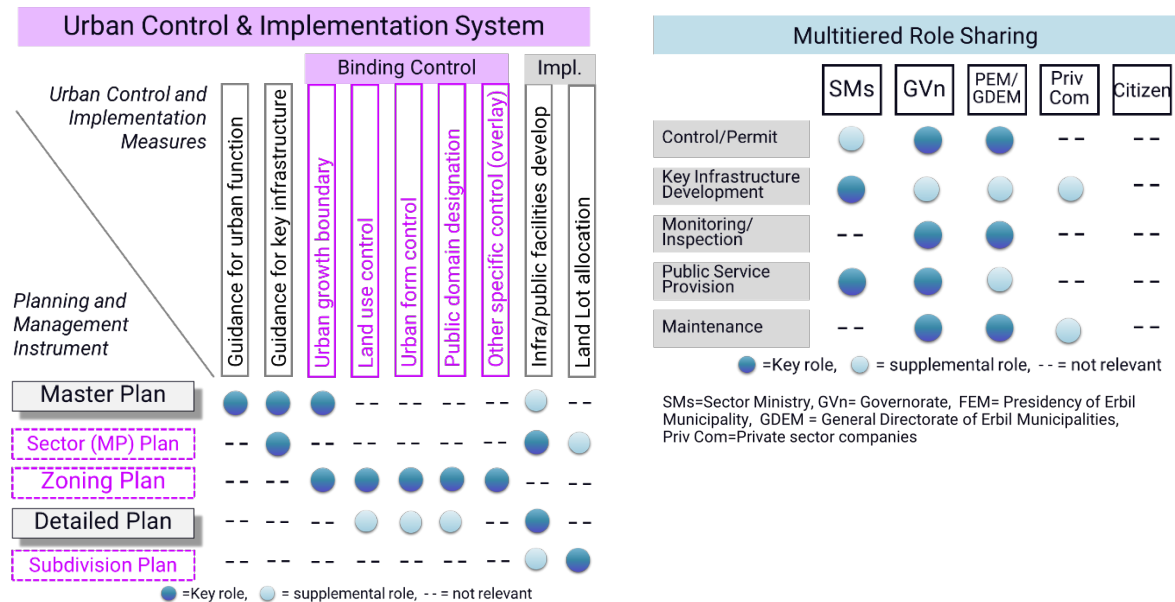 Urban Control & Implementation System
Binding Control
Impl.
Urban Control and
Implementation
Measures
Planning and
Management
Instrument
Guidance for urban function
Guidance for key infrastructure
Urban growth boundary
Land use control
Urban form control
Public domain designation
Other specific control (overlay)
Infra/public facilities develop
Land Lot allocation
Master Plan -- -- -- -- --
Sector (MP) Plan -- -- -- -- -- --
Zoning Plan -- -- -- --
Detailed Plan -- -- -- -- --
Subdivision Plan -- -- -- -- -- -- --
=Key role, = supplemental role, -- = not relevant
Multitiered Role Sharing
SMs
GVn
PEM/
GDEM
Priv
Com
Citizen
Control/Permit -- --
Key Infrastructure
Development --
Monitoring/
Inspection -- -- --
Public Service
Provision -- --
Maintenance -- --
=Key role, = supplemental role, -- = not relevant
SMs=Sector Ministry, GVn= Governorate, FEM= Presidency of Erbil
Municipality, GDEM = General Directorate of Erbil Municipalities,
Priv Com=Private sector companies